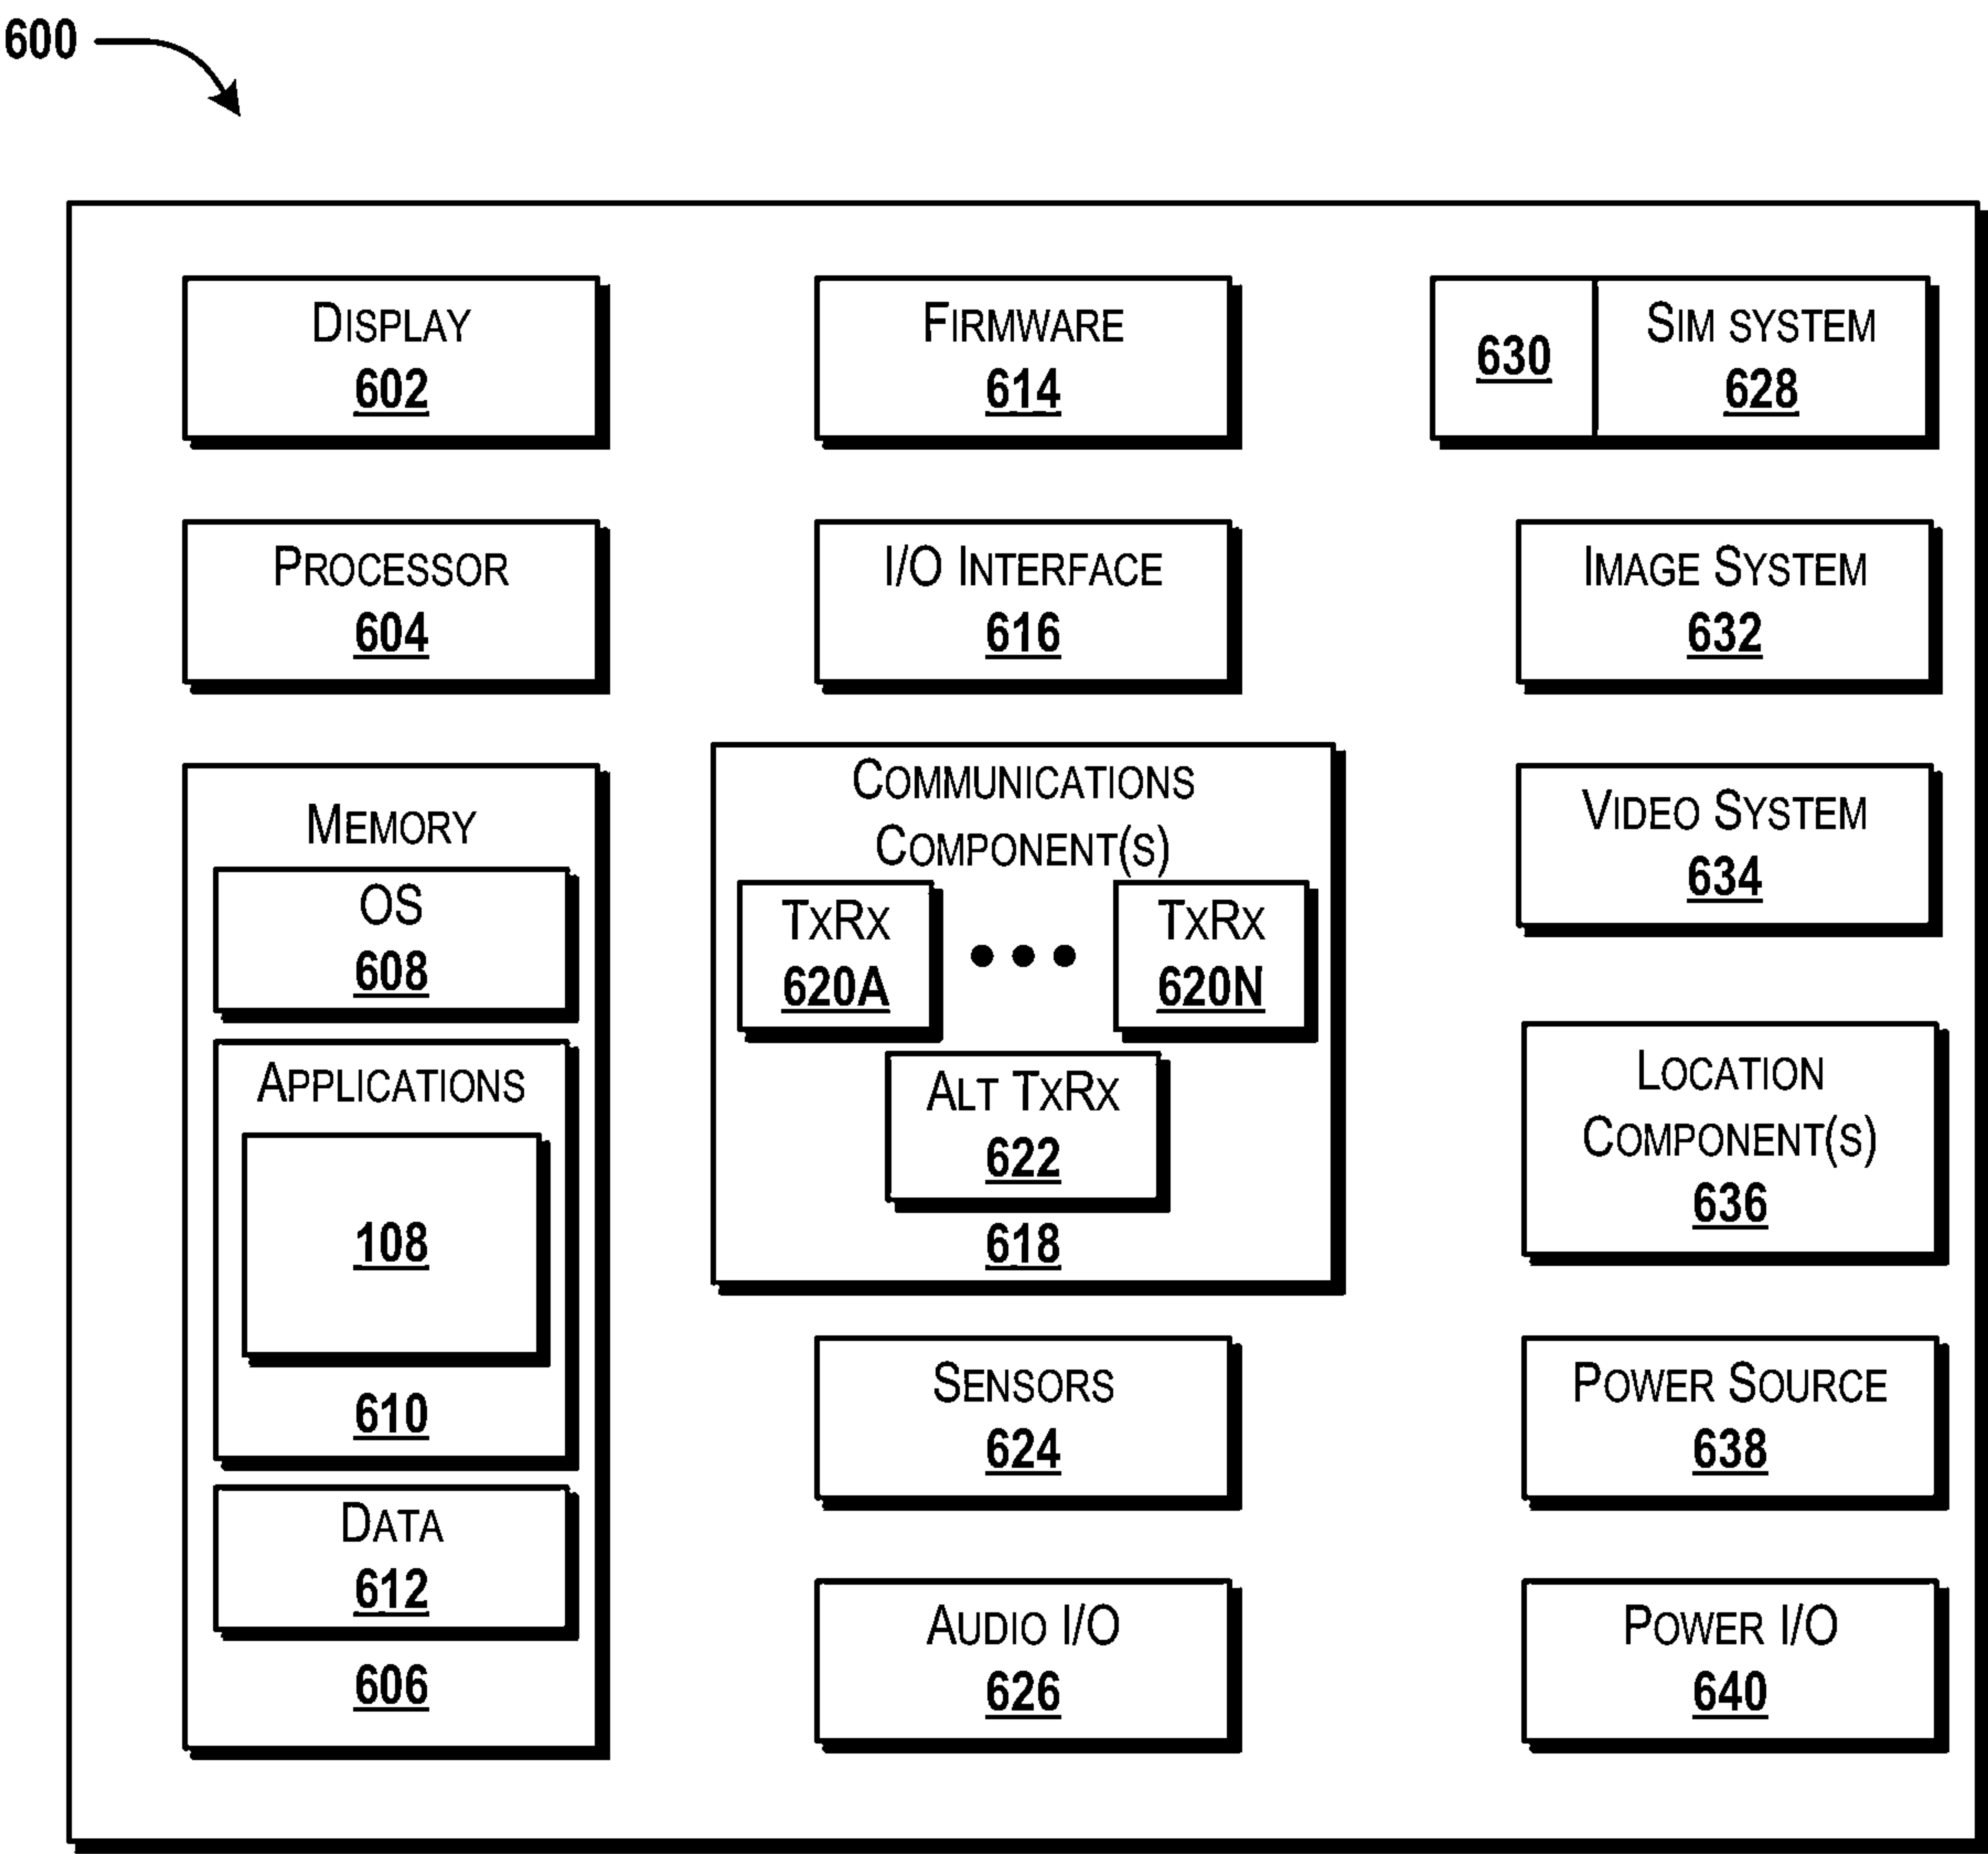 600
DISPLAY
602
FIRMWARE
614
630
SIM SYSTEM
628
PROCESSOR
604
I/O INTERFACE
616
IMAGE SYSTEM
632
MEMORY
OS
608
APPLICATIONS
108
610
DATA
612
606
COMMUNICATIONS
COMPONENT(S)
TXRX
620A
TXRX
620N
ALT TXRX
622
618
VIDEO SYSTEM
634
LOCATION
COMPONENT(S)
636
SENSORS
624
POWER SOURCE
638
AUDIO I/O
626
POWER I/O
640